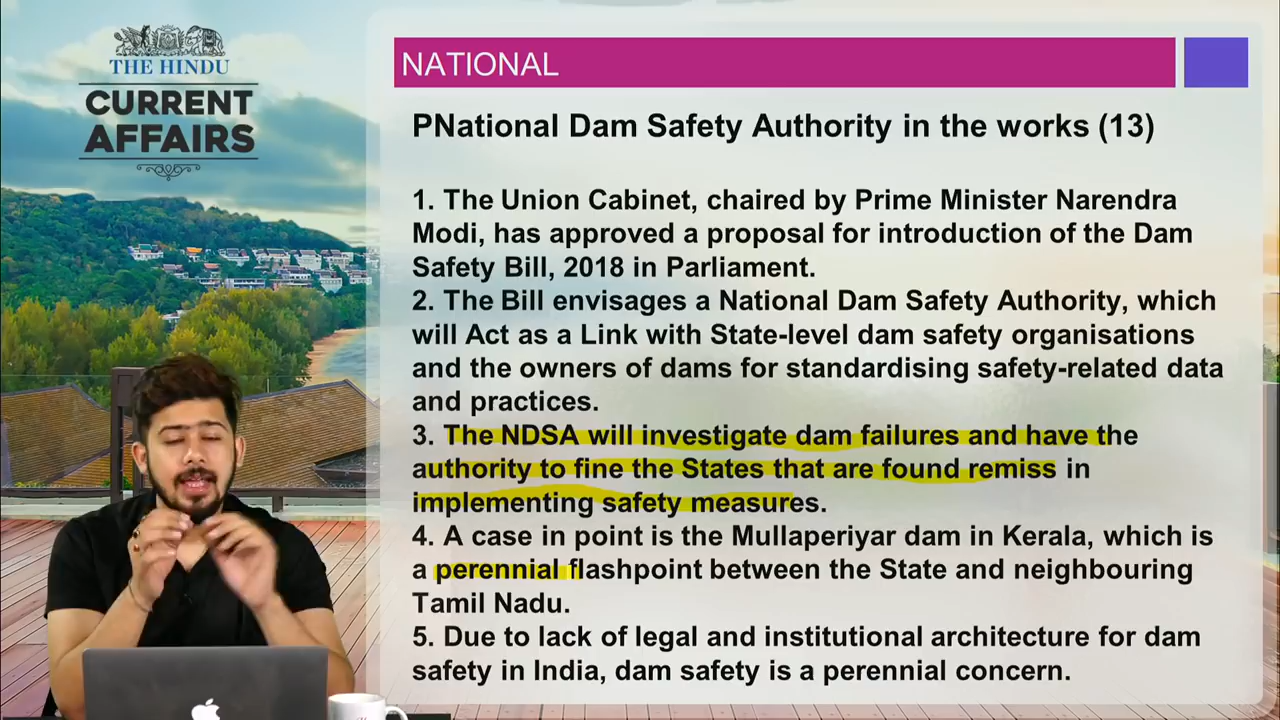 THE HINDU
CURRENT
AFFAIRS
NATIONAL
PNational Dam Safety Authority in the works (13)
1. The Union Cabinet, chaired by Prime Minister Narendra
Modi, has approved a proposal for introduction of the Dam
Safety Bill, 2018 in Parliament.
2. The Bill envisages a National Dam Safety Authority, which
will Act as a Link with State-level dam safety organisations
and the owners of dams for standardising safety-related data
and practices.
3. The NDSA will investigate dam failures and have the
authority to fine the States that are found remiss in
implementing safety measures.
4. A case in point is the Mullaperiyar dam in Kerala, which is
a perennial flashpoint between the State and neighbouring
Tamil Nadu.
5. Due to lack of legal and institutional architecture for dam
safety in India, dam safety is a perennial concern.